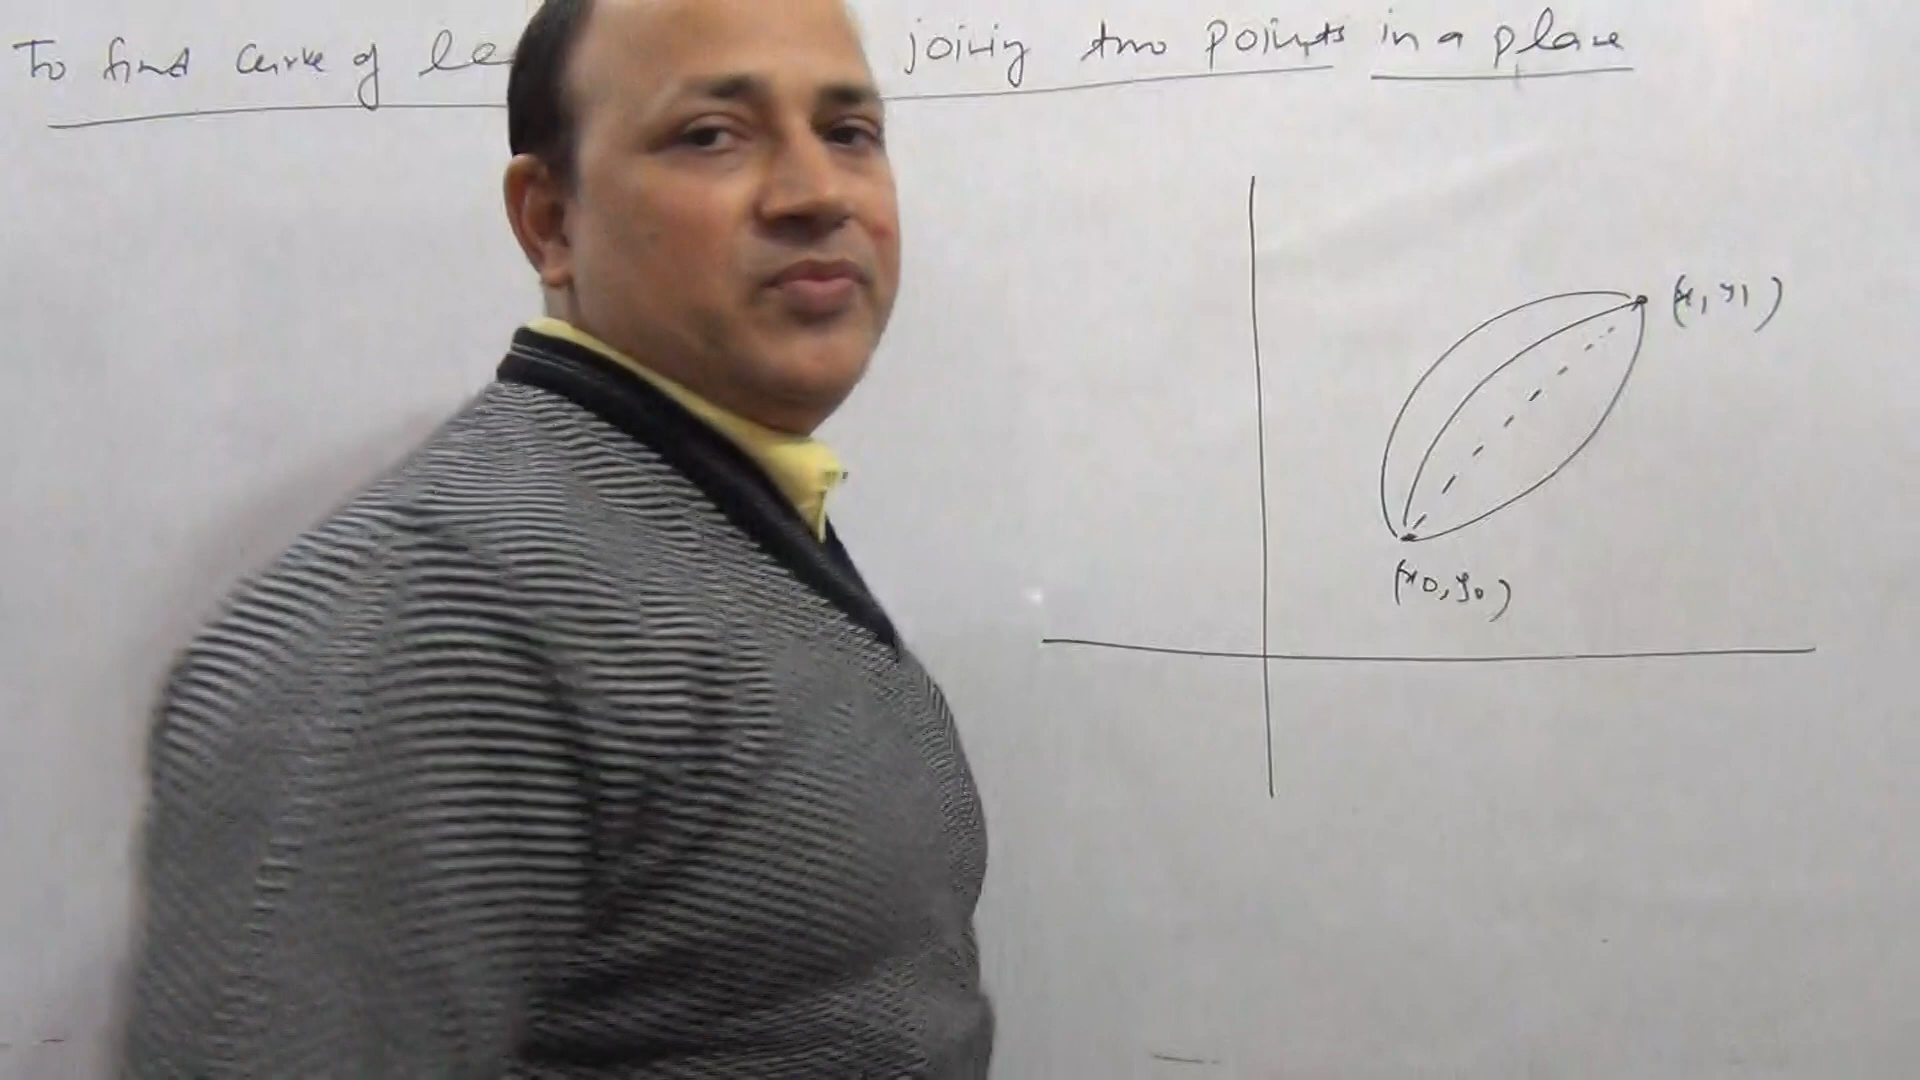 To find curve of le joining two points in a plane
(x1, y1)
(x0, y0)